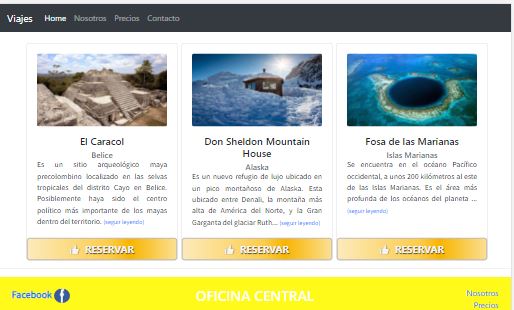 Viajes Home Nosotros Precios Contacto
El Caracol
Belice
Es un sitio arqueológico maya
precolombino localizado en las selvas
tropicales del distrito Cayo en Belice.
Posiblemente haya sido el centro
político más importante de los mayas
dentro del territorio. (seguir leyendo)
RESERVAR
Don Sheldon Mountain
House
Alaska
Es un nuevo refugio de lujo ubicado en
un pico montañoso de Alaska. Esta
ubicado entre Denali, la montaña más
alta de América del Norte, y la Gran
Garganta del glaciar Ruth... (seguir leyendo)
RESERVAR
Fosa de las Marianas
Islas Marianas
Se encuentra en el océano Pacífico
occidental, a unos 200 kilómetros al este
de las Islas Marianas. Es el área más
profunda de los océanos del planeta ...
(seguir leyendo)
RESERVAR
Facebook
OFICINA CENTRAL
Nosotros
Precios